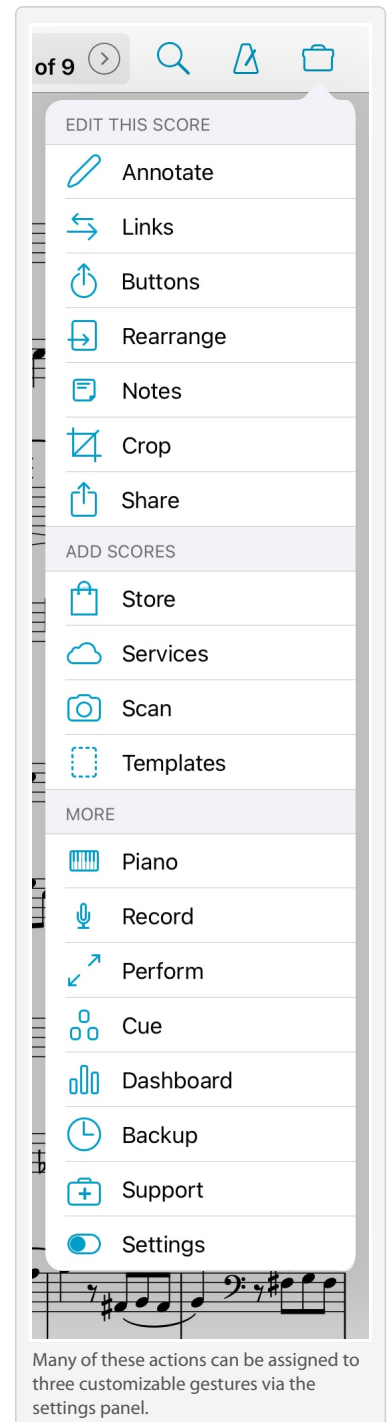 of 9
EDIT THIS SCORE
Annotate
Links
Buttons
Rearrange
Notes
Crop
Share
ADD SCORES
Store
Services
Scan
Templates
MORE
Piano
Record
Perform
Cue
Dashboard
Backup
Support
Settings
Many of these actions can be assigned to
three customizable gestures via the
settings panel.